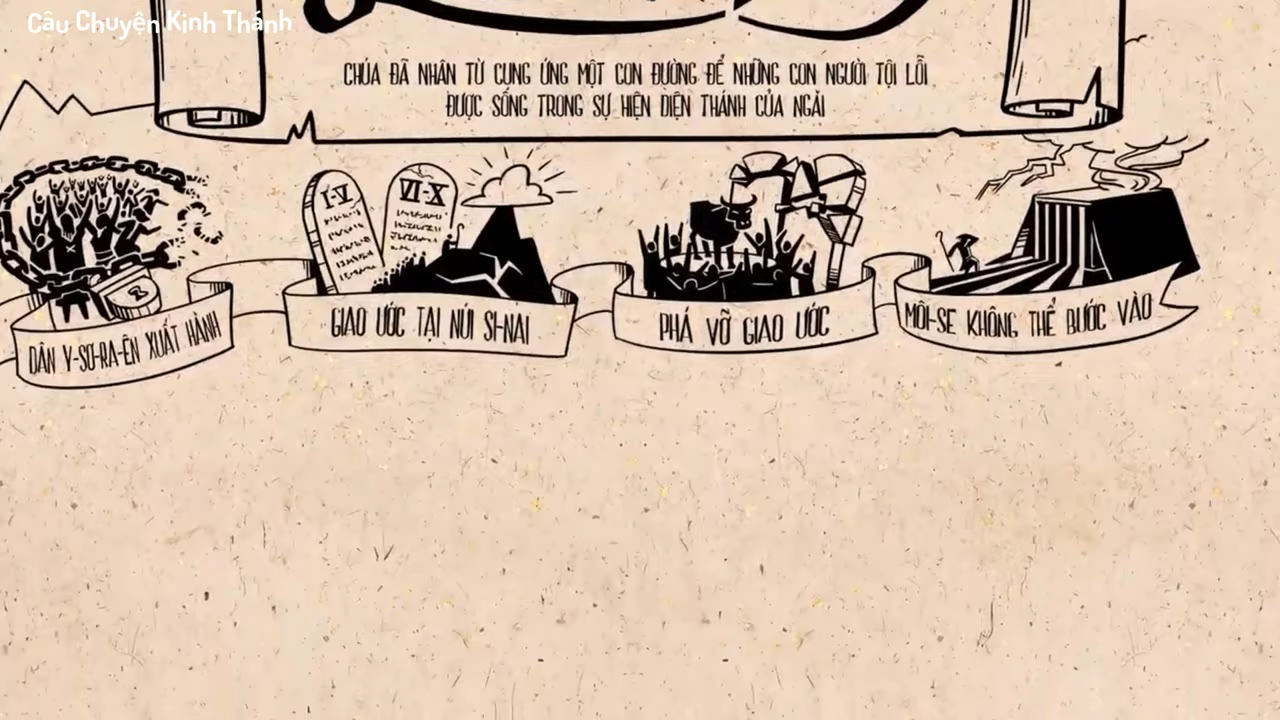 Câu Chuyện Kinh Thánh
CHÚA ĐÃ NHÂN TỪ CUNG ỨNG MỘT CON ĐƯỜNG ĐỂ NHỮNG CON NGƯỜI TỘI LỖI
ĐƯỢC SỐNG TRONG SỰ HIỆN DIỆN THÁNH CỦA NGÀI
I-V
VI-X
DÂN Y-SƠ-RA-ÊN XUẤT HÀNH
GIAO ƯỚC TẠI NÚI SI-NAI
PHÁ VỠ GIAO ƯỚC
MÔI-SE KHÔNG THỂ BƯỚC VÀO